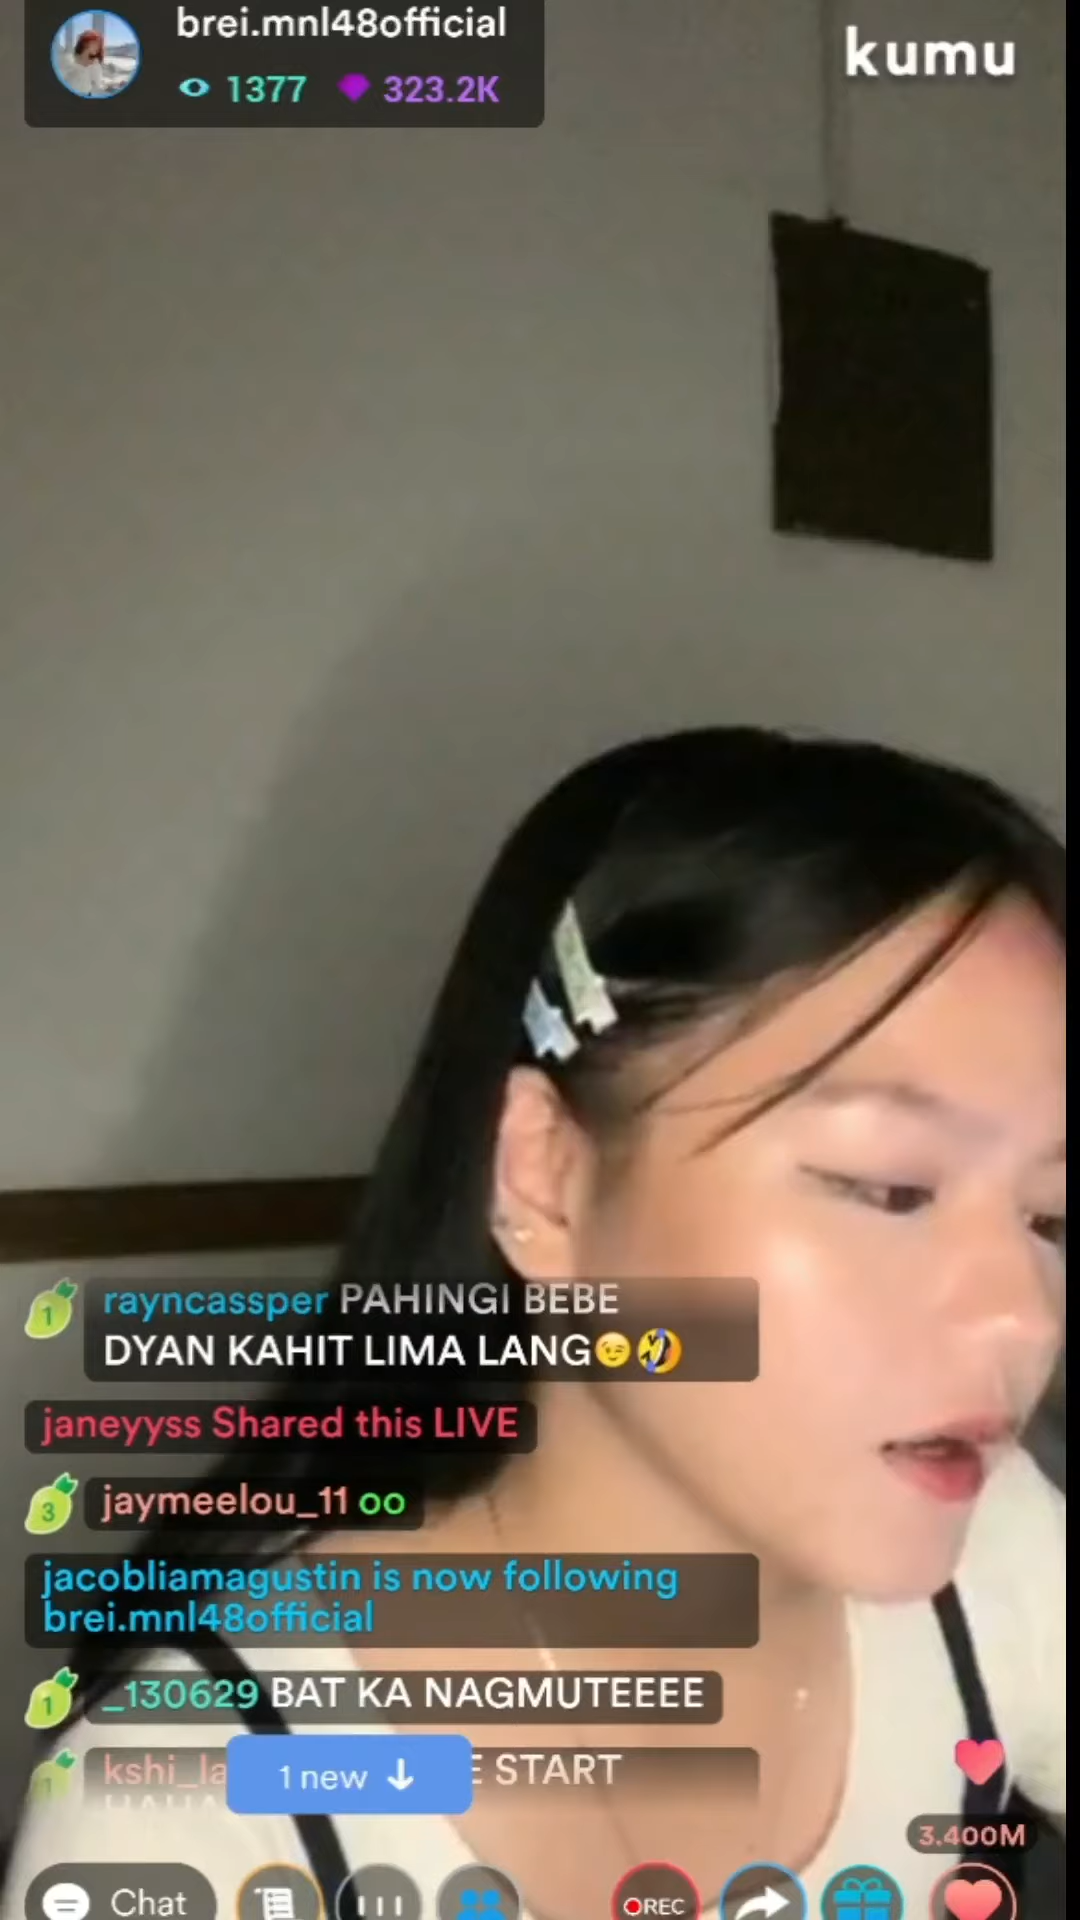 brei.mnl48official
1377 323.2K
kumu
rayncassper PAHINGI BEBE
DYAN KAHIT LIMA LANG😉🤣
janeyyss Shared this LIVE
jaymeelou_11 oo
jacobliamagustin is now following
brei.mnl48official
_130629 BAT KA NAGMUTEEEE
START
1 new ↓
3.400M
Chat
REC